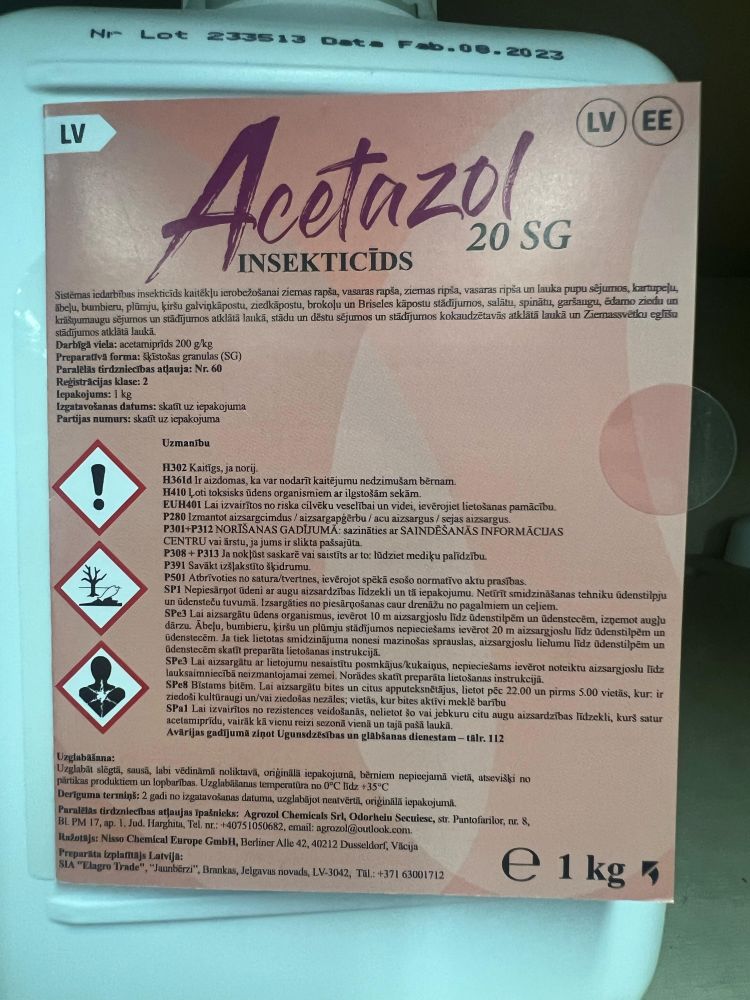 Nr Lot 233513 Data Fab.08.2023
LV
LV EE
Acetazol
20 SG
INSEKTICĪDS
Sistēmas iedarbības insekticīds kaitēkļu ierobežošanai ziemas rapša, vasaras rapša, ziemas ripša, vasaras ripša un lauka pupu sējumos, kartupeļu,
ābeļu, bumbieru, plūmju, ķiršu galviņkāpostu, ziedkāpostu, brokoļu un Briseles kāpostu stādījumos, salātu, spinātu, garšaugu, ēdamo ziedu un
krāšņumaugu sējumos un stādījumos atklātā laukā, stādu un dēstu sējumos un stādījumos kokaudzētavās atklātā laukā un Ziemassvētku eglīšu
stādījumos atklātā laukā.
Darbīgā viela: acetamiprīds 200 g/kg
Preparatīvā forma: šķīstošas granulas (SG)
Paralēlās tirdzniecības atļauja: Nr. 60
Reģistrācijas klase: 2
Iepakojums: 1 kg
Izgatavošanas datums: skatīt uz iepakojuma
Partijas numurs: skatīt uz iepakojuma
Uzmanību
H302 Kaitīgs, ja norij.
H361d Ir aizdomas, ka var nodarīt kaitējumu nedzimušam bērnam.
H410 Ļoti toksisks ūdens organismiem ar ilgstošām sekām.
EUH401 Lai izvairītos no riska cilvēku veselībai un videi, ievērojiet lietošanas pamācību.
P280 Izmantot aizsargcimdus / aizsargapģērbu / acu aizsargus / sejas aizsargus.
P301+P312 NORĪŠANAS GADĪJUMĀ: sazināties ar SAINDĒŠANĀS INFORMĀCIJAS
CENTRU vai ārstu, ja jums ir slikta pašsajūta.
P308 + P313 Ja nokļūst saskarē vai saistīts ar to: lūdziet mediķu palīdzību.
P391 Savākt izšļakstīto šķidrumu.
P501 Atbrīvoties no satura/tvertnes, ievērojot spēkā esošo normatīvo aktu prasības.
SP1 Nepiesārņot ūdeni ar augu aizsardzības līdzekli un tā iepakojumu. Netīrīt smidzināšanas tehniku ūdenstilpju
un ūdensteču tuvumā. Izsargāties no piesārņošanas caur drenāžu no pagalmiem un ceļiem.
SPe3 Lai aizsargātu ūdens organismus, ievērot 10 m aizsargjoslu līdz ūdenstilpēm un ūdenstecēm, izņemot augļu
dārzu. Ābeļu, bumbieru, ķiršu un plūmju stādījumos nepieciešams ievērot 20 m aizsargjoslu līdz ūdenstilpēm un
ūdenstecēm. Ja tiek lietotas smidzinājuma nonesi mazinošas sprauslas, aizsargjoslu lielumu līdz ūdenstilpēm un
ūdenstecēm skatīt preparāta lietošanas instrukcijā.
SPe3 Lai aizsargātu ar lietojumu nesaistītu posmkājus/kukaiņus, nepieciešams ievērot noteiktu aizsargjoslu līdz
lauksaimniecībā neizmantojamai zemei. Norādes skatīt preparāta lietošanas instrukcijā.
SPe8 Bīstams bitēm. Lai aizsargātu bites un citus apputeksnētājus, lietot pēc 22.00 un pirms 5.00 vietās, kur: ir
ziedoši kultūraugi un/vai ziedošas nezāles; vietās, kur bites aktīvi meklē barību
SPa1 Lai izvairītos no rezistences veidošanās, nelietot šo vai jebkuru citu augu aizsardzības līdzekli, kurš satur
acetamiprīdu, vairāk kā vienu reizi sezonā vienā un tajā pašā laukā.
Avārijas gadījumā ziņot Ugunsdzēsības un glābšanas dienestam – tālr. 112
Uzglabāšana:
Uzglabāt slēgtā, sausā, labi vēdināmā noliktavā, oriģinālā iepakojumā, bērniem nepieejamā vietā, atsevišķi no
pārtikas produktiem un lopbarības. Uzglabāšanas temperatūra no 0°C līdz +35°C
Derīguma termiņš: 2 gadi no izgatavošanas datuma, uzglabājot neatvērtā, oriģinālā iepakojumā.
Paralēlās tirdzniecības atļaujas īpašnieks: Agrozol Chemicals Srl, Odorheiu Secuiesc, str. Pantofarilor, nr. 8,
Bl. PM 17, ap. 1, Jud. Harghita, Tel. nr.: +40751050682, email: agrozol@outlook.com.
Ražotājs: Nisso Chemical Europe GmbH, Berliner Alle 42, 40212 Dusseldorf, Vācija
Preparāta izplatītājs Latvijā:
SIA "Elagro Trade", "Jaunbērzi", Brankas, Jelgavas novads, LV-3042, Tāl.: +371 63001712
℮ 1 kg